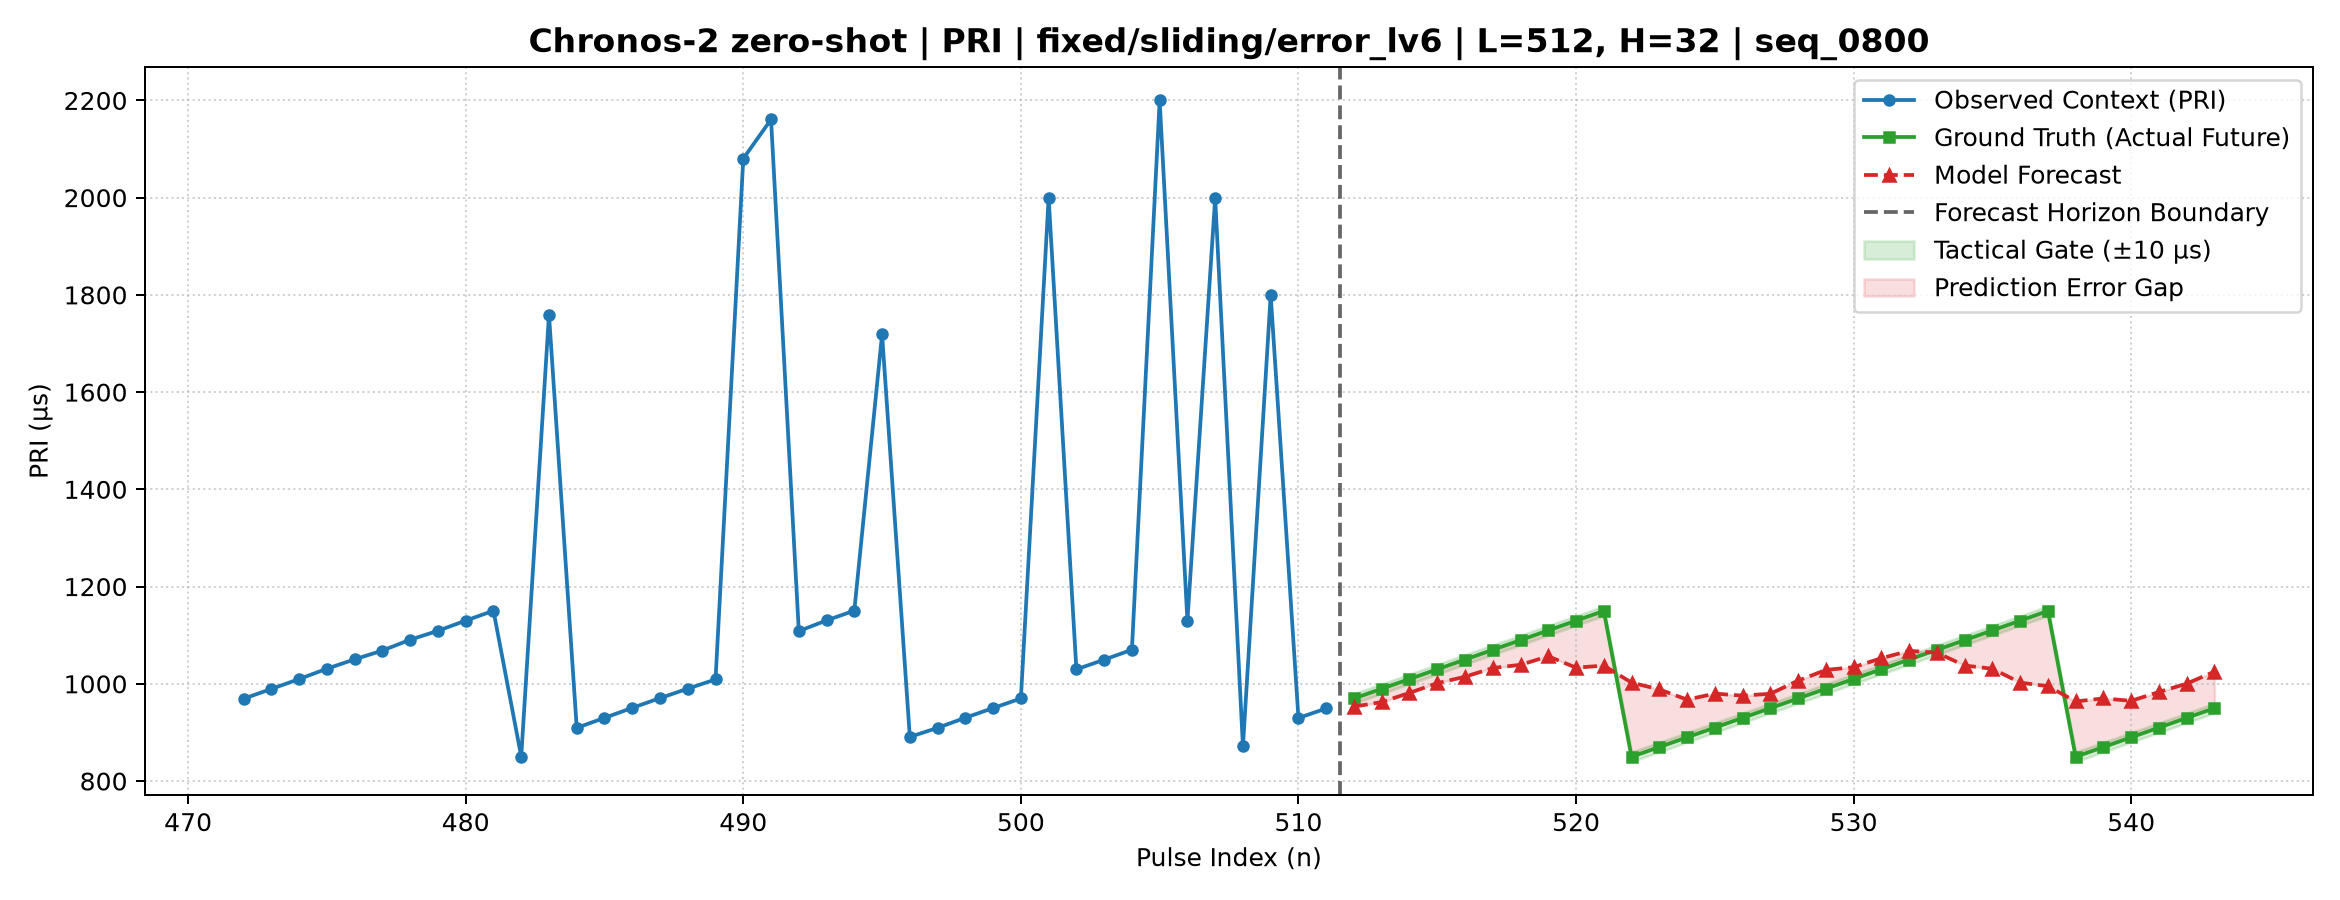 Chronos-2 zero-shot | PRI | fixed/sliding/error_lv6 | L=512, H=32 | seq_0800
PRI (µs)
2200
2000
1800
1600
1400
1200
1000
800
Observed Context (PRI)
Ground Truth (Actual Future)
Model Forecast
Forecast Horizon Boundary
Tactical Gate (±10 µs)
Prediction Error Gap
470 480 490 500 510 520 530 540
Pulse Index (n)